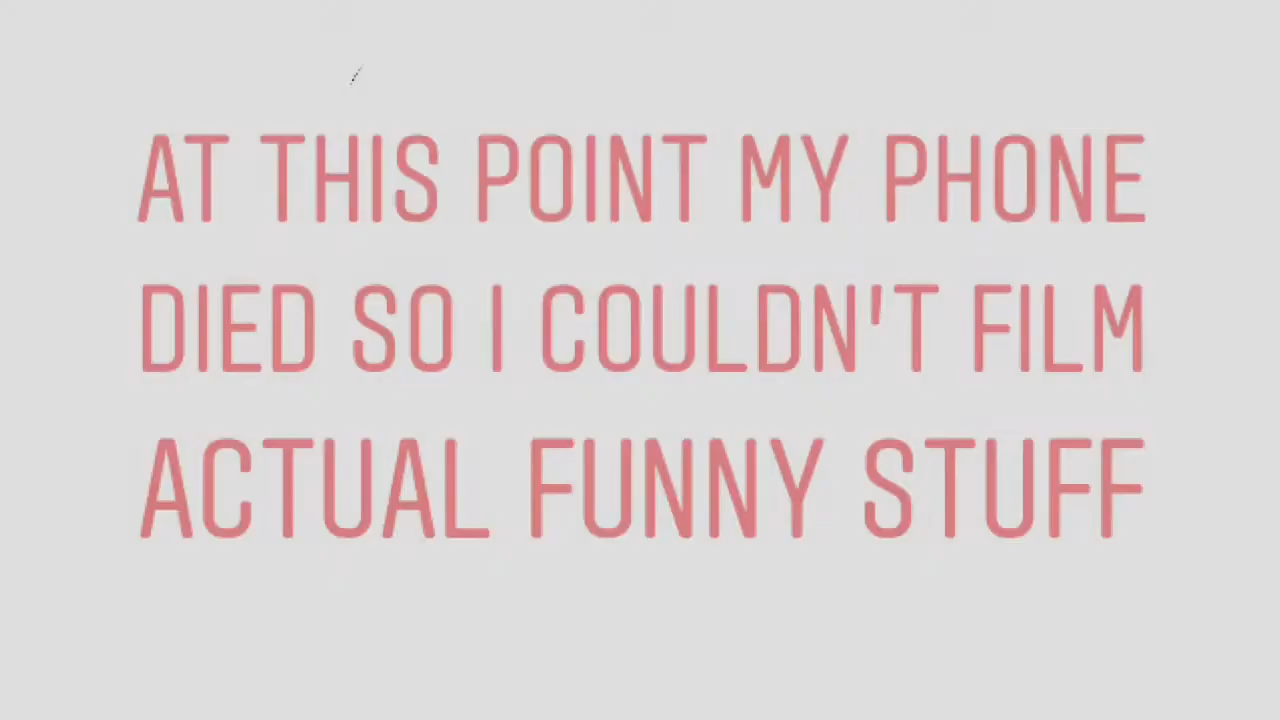 AT THIS POINT MY PHONE
DIED SO I COULDN'T FILM
ACTUAL FUNNY STUFF